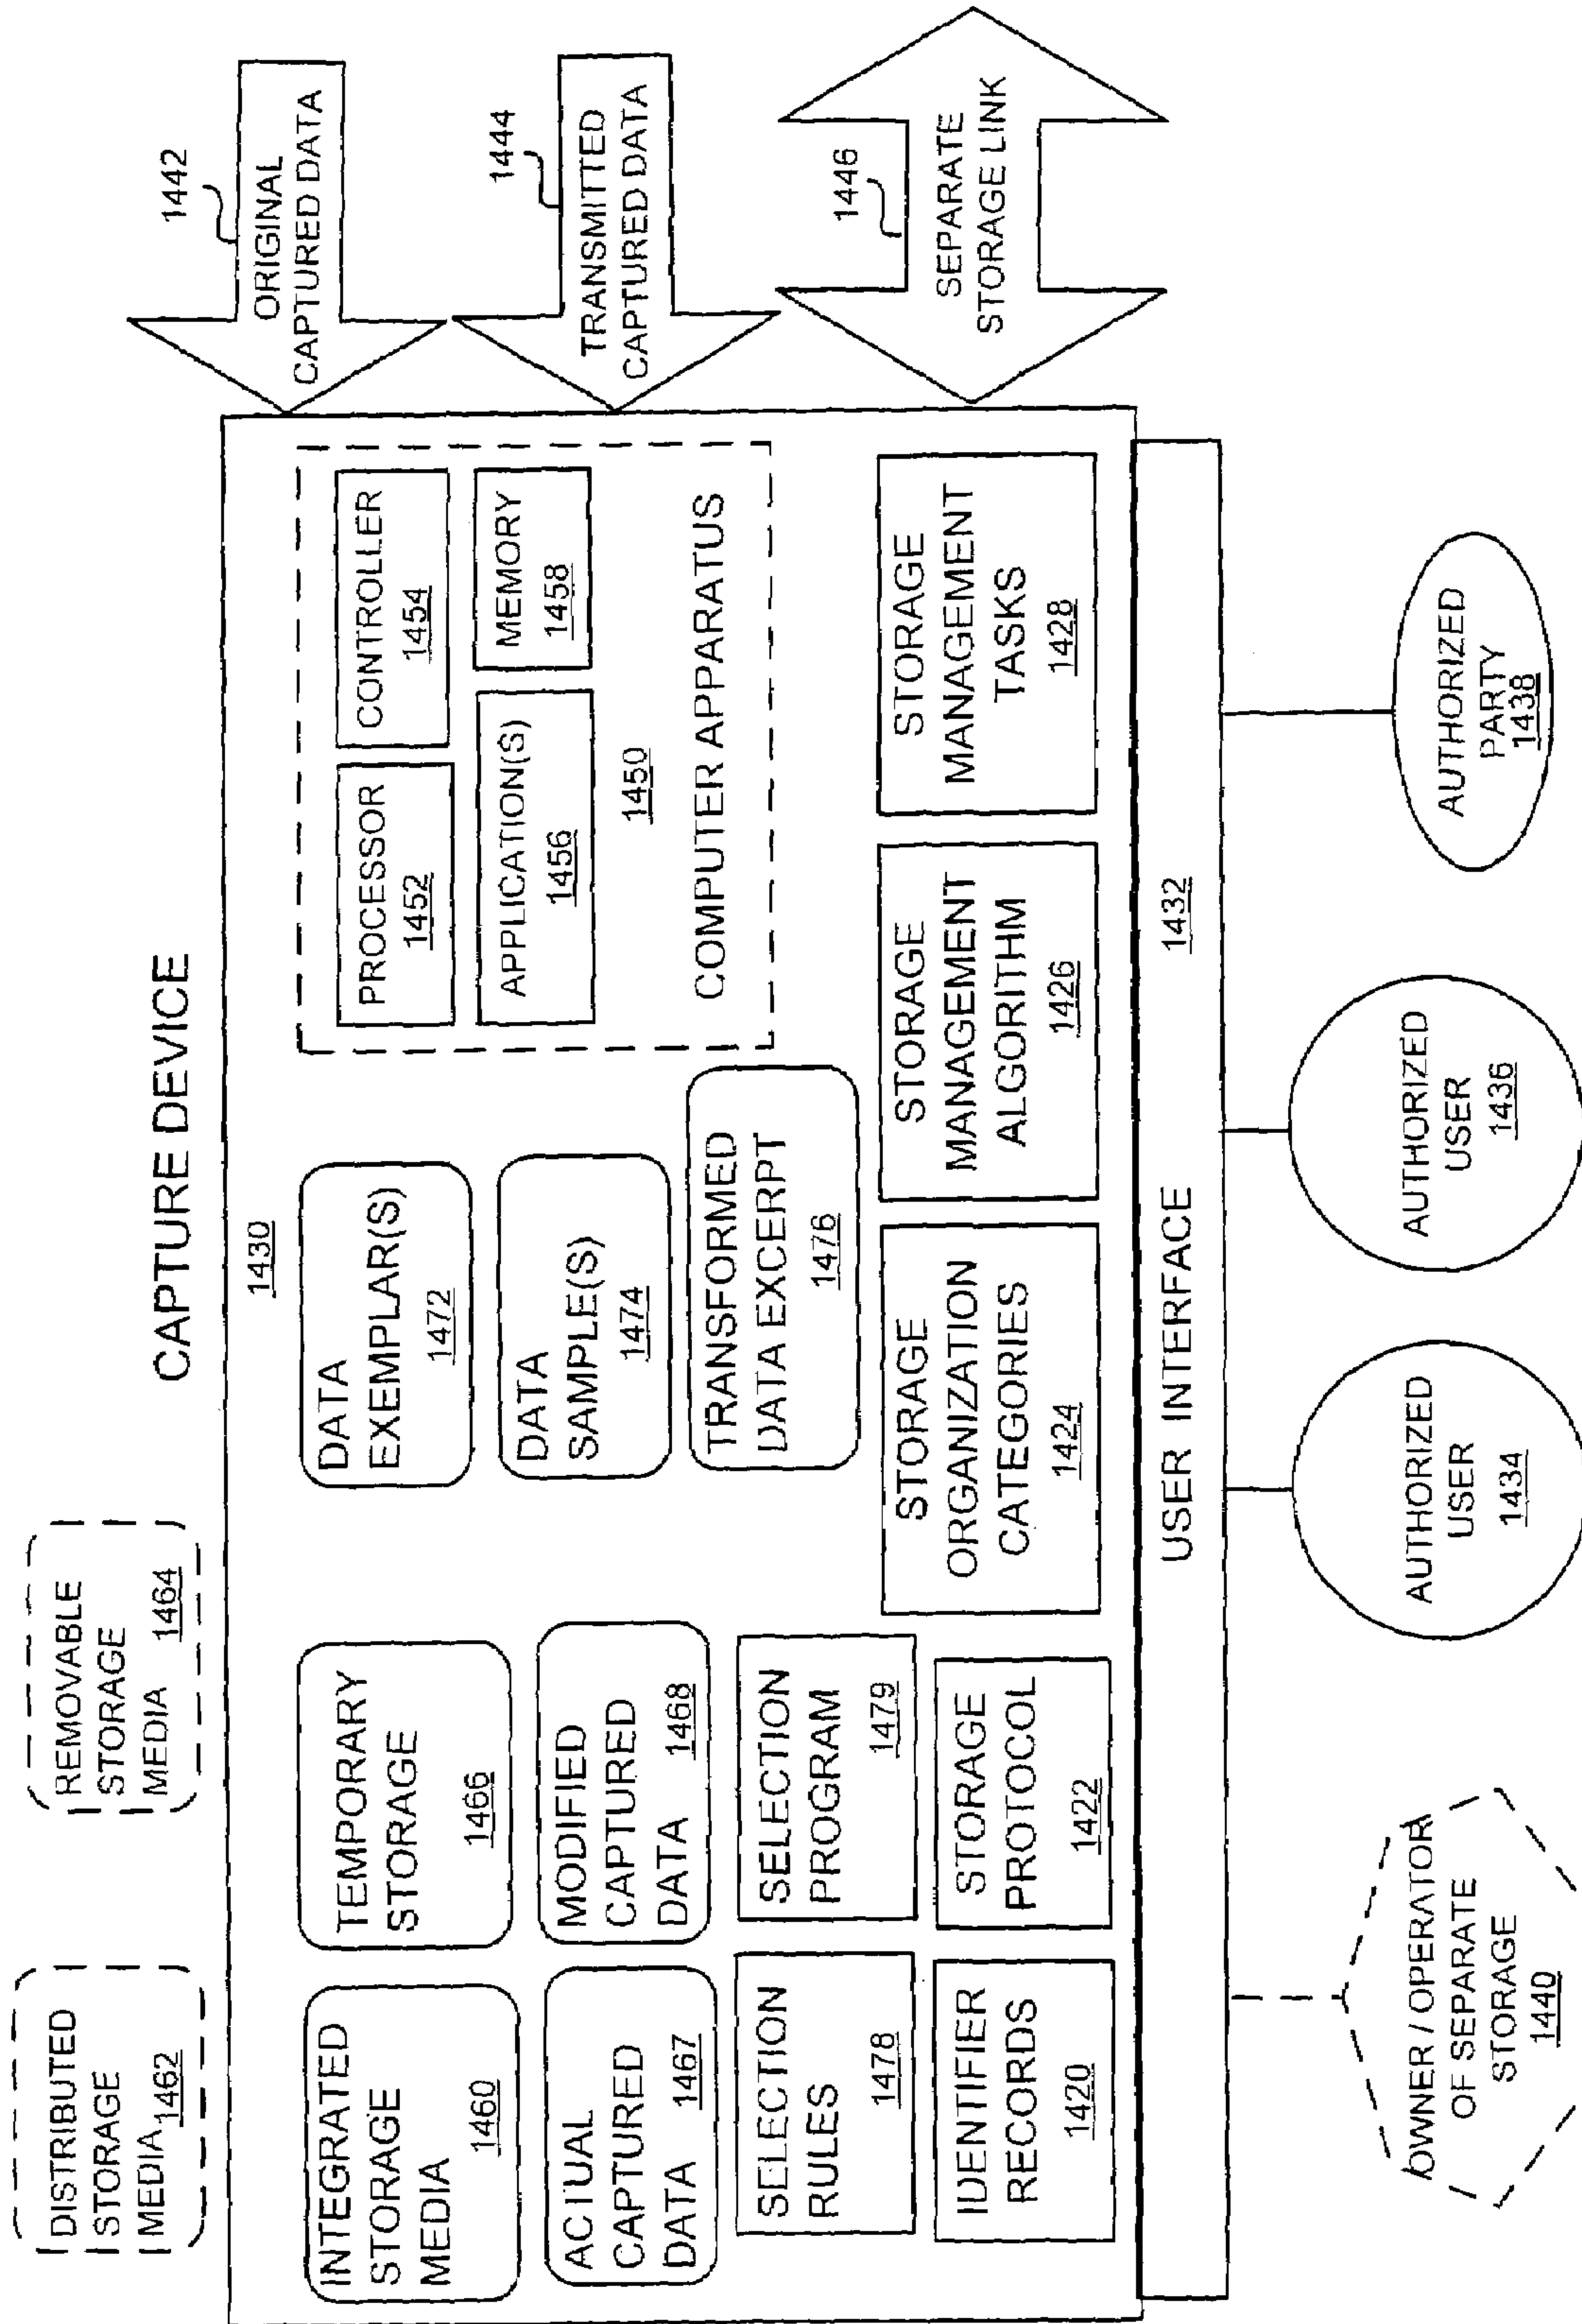 CAPTURE DEVICE
DISTRIBUTED
STORAGE
MEDIA 1462
REMOVABLE
STORAGE
MEDIA 1464
1430
INTEGRATED
STORAGE
MEDIA
1460
TEMPORARY
STORAGE
1466
DATA
EXEMPLAR(S)
1472
PROCESSOR
1452
CONTROLLER
1454
APPLICATION(S)
1456
MEMORY
1458
1450
COMPUTER APPARATUS
ACTUAL
CAPTURED
DATA 1467
MODIFIED
CAPTURED
DATA 1468
DATA
SAMPLE(S)
1474
TRANSFORMED
DATA EXCERPT
1476
SELECTION
RULES
1478
SELECTION
PROGRAM
1479
IDENTIFIER
RECORDS
1420
STORAGE
PROTOCOL
1422
STORAGE
ORGANIZATION
CATEGORIES
1424
STORAGE
MANAGEMENT
ALGORITHM
1426
STORAGE
MANAGEMENT
TASKS
1428
1442
ORIGINAL
CAPTURED DATA
1444
TRANSMITTED
CAPTURED DATA
1446
SEPARATE
STORAGE LINK
USER INTERFACE 1432
OWNER / OPERATOR
OF SEPARATE
STORAGE
1440
AUTHORIZED
USER
1434
AUTHORIZED
USER
1436
AUTHORIZED
PARTY
1438